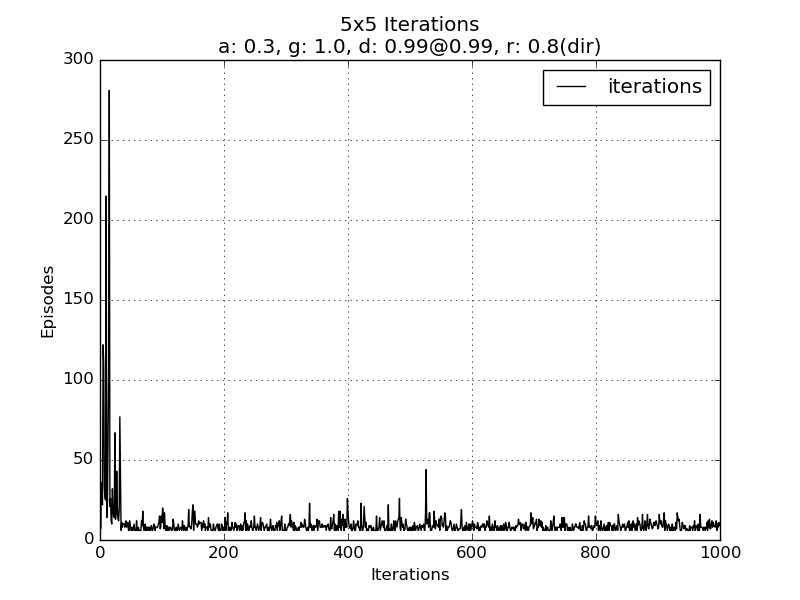 5x5 Iterations
a: 0.3, g: 1.0, d: 0.99@0.99, r: 0.8(dir)
300
250
200
150
100
50
0
iterations
Episodes
0 200 400 600 800 1000
Iterations